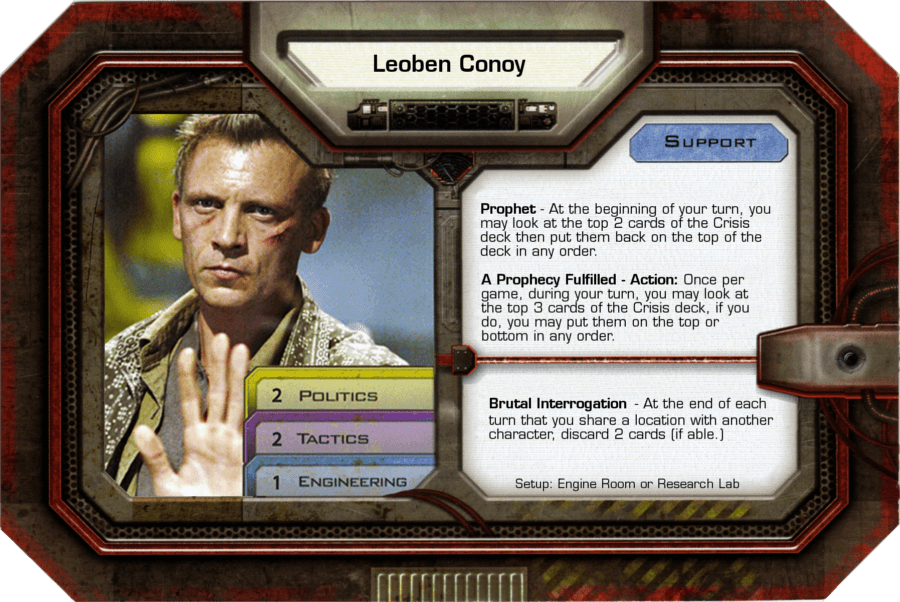 Leoben Conoy
Support
Prophet - At the beginning of your turn, you
may look at the top 2 cards of the Crisis
deck then put them back on the top of the
deck in any order.
A Prophecy Fulfilled - Action: Once per
game, during your turn, you may look at
the top 3 cards of the Crisis deck, if you
do, you may put them on the top or
bottom in any order.
2 Politics
2 Tactics
1 Engineering
Brutal Interrogation - At the end of each
turn that you share a location with another
character, discard 2 cards (if able.)
Setup: Engine Room or Research Lab